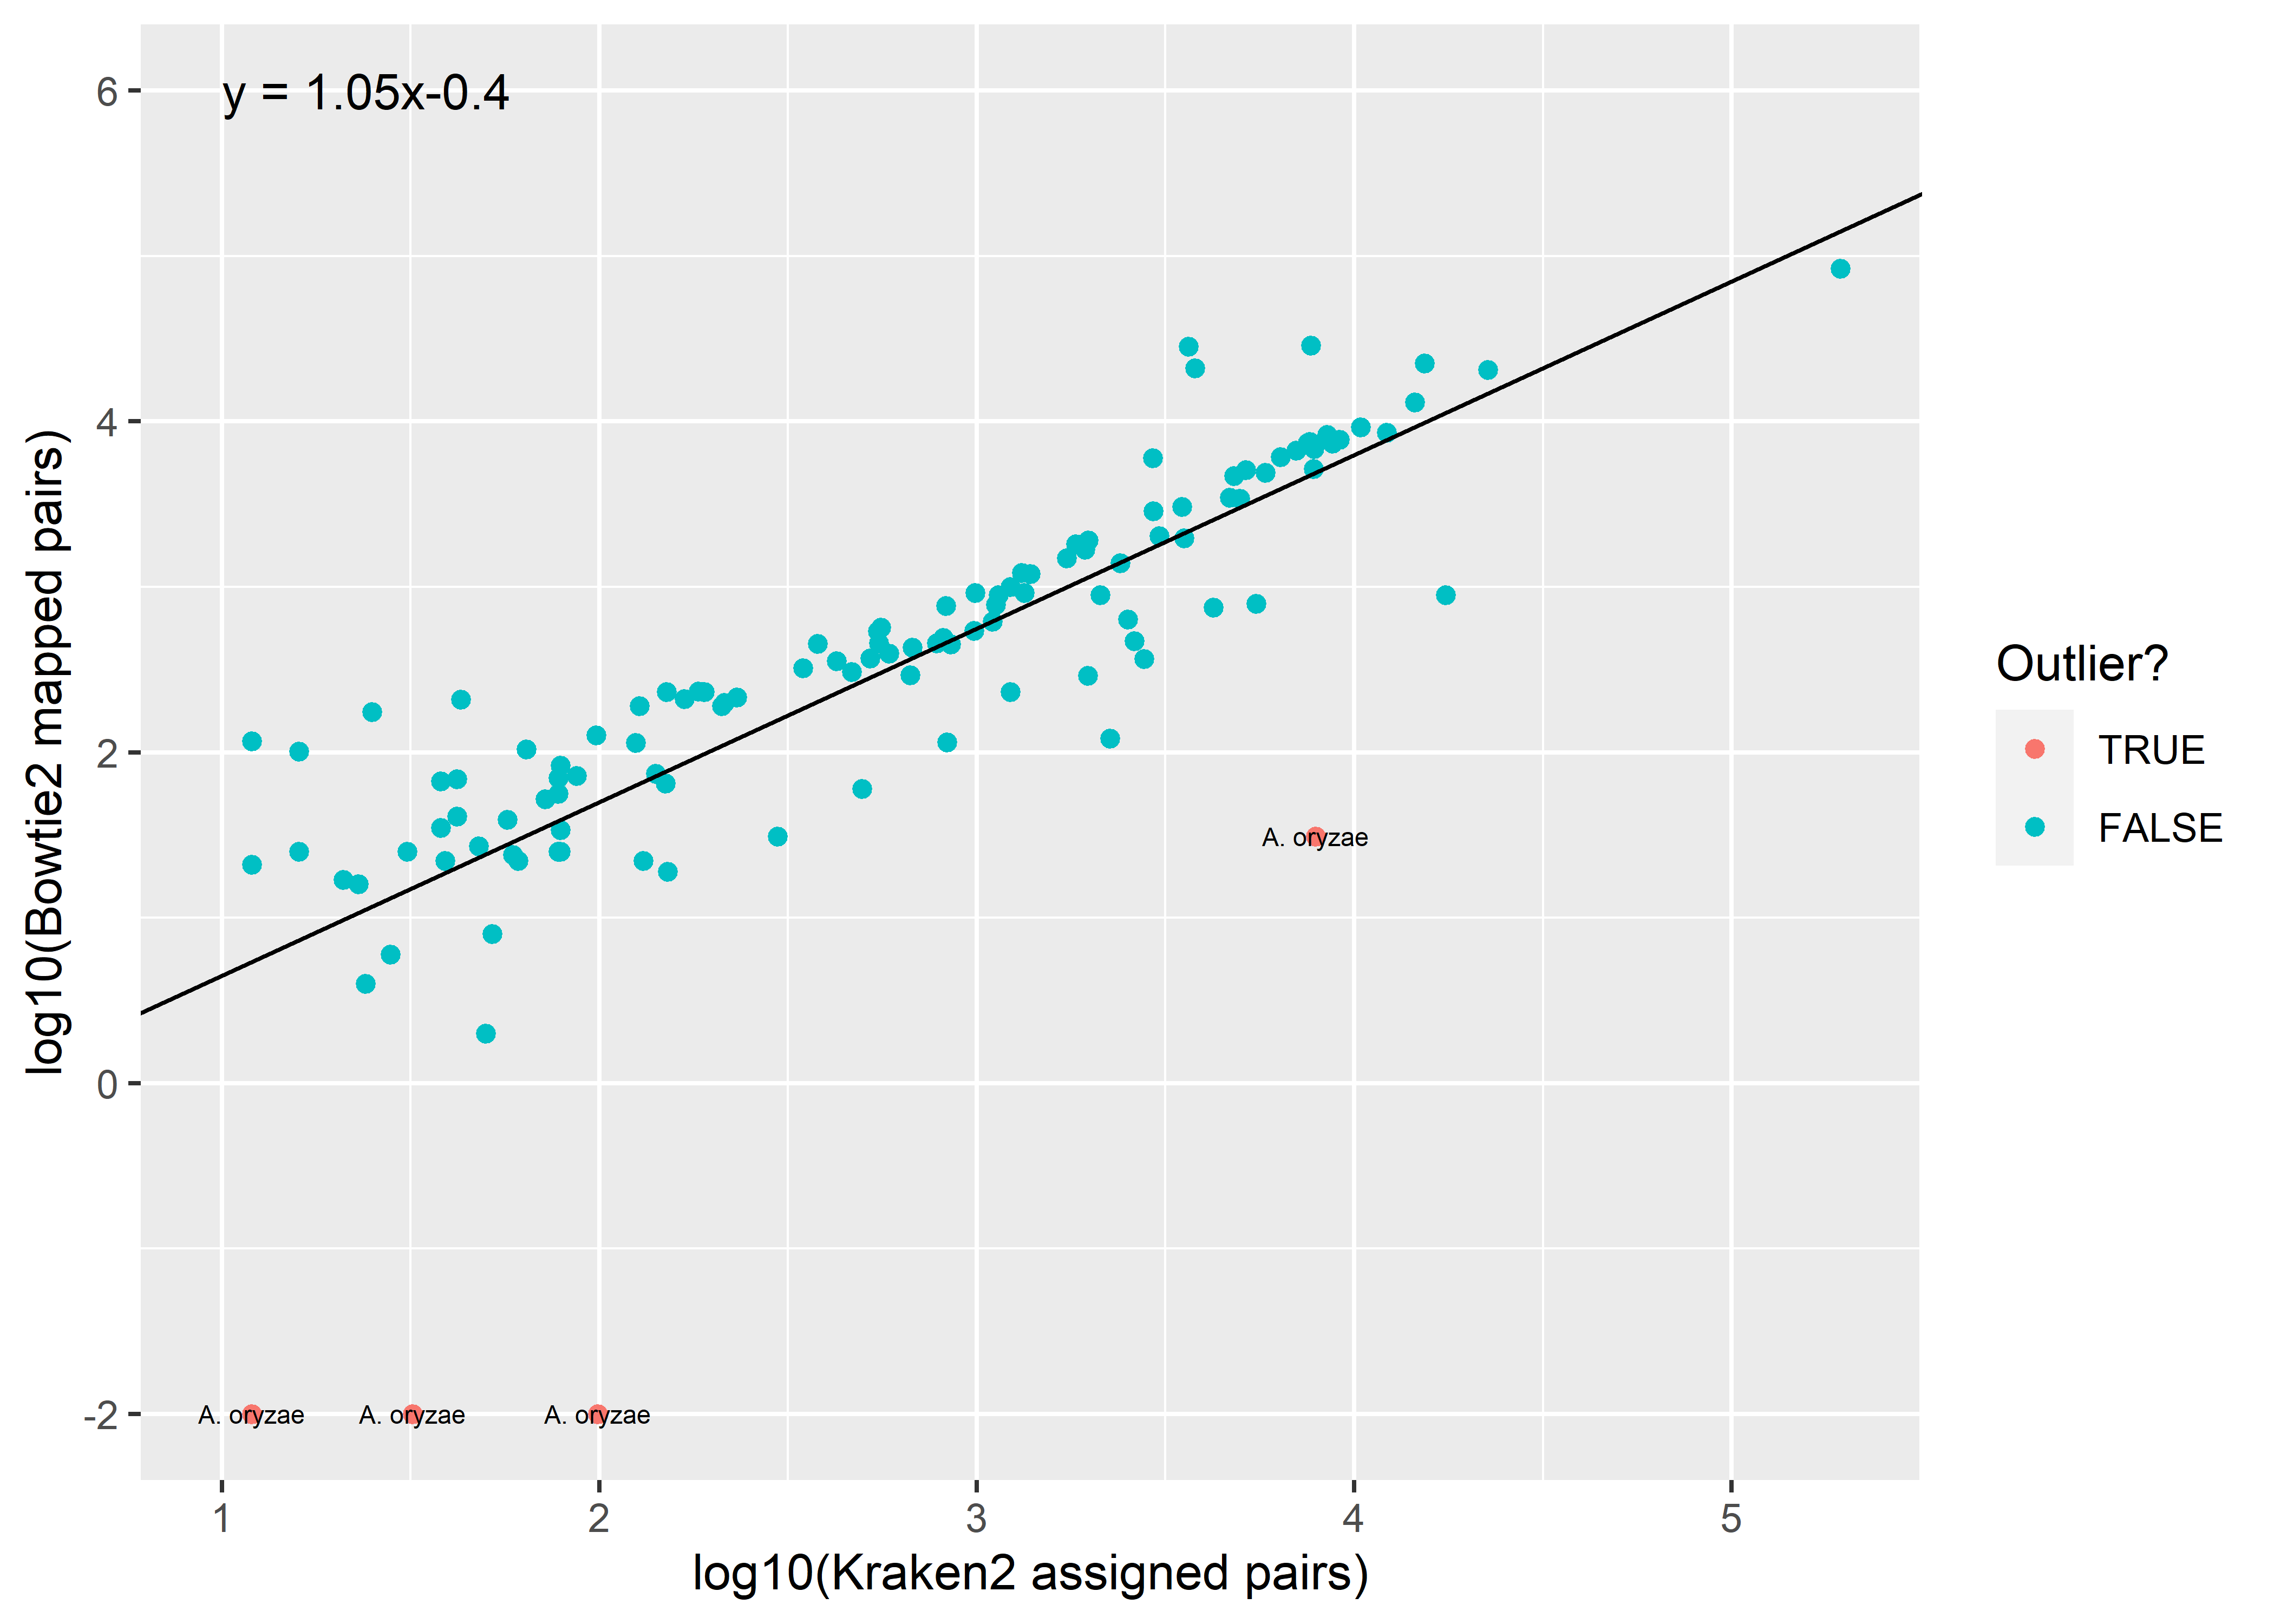 y = 1.05x-0.4
6
4
2
0
-2
log10(Bowtie2 mapped pairs)
A. oryzae
A. oryzae
A. oryzae
A. oryzae
1
2
3
4
5
log10(Kraken2 assigned pairs)
Outlier?
TRUE
FALSE